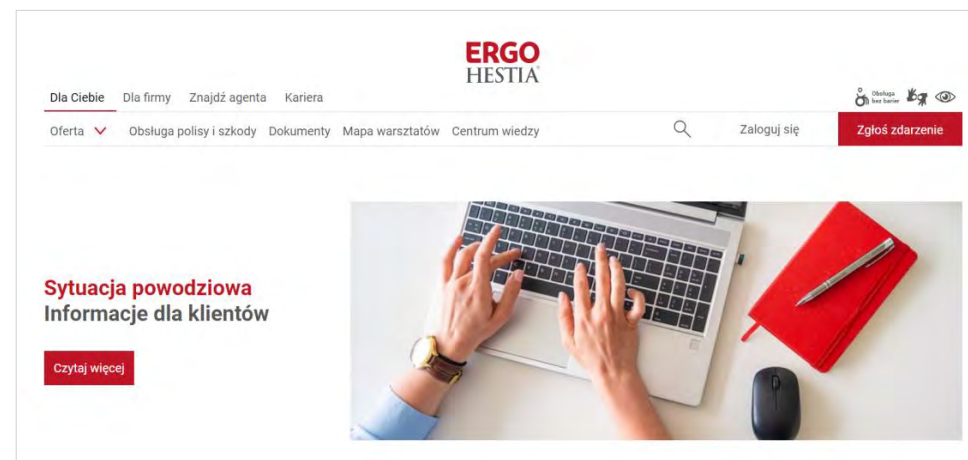 ERGO
HESTIA
Dla Ciebie Dla firmy Znajdź agenta Kariera
Obsługa
bez barier
Oferta Obsługa polisy i szkody Dokumenty Mapa warsztatów Centrum wiedzy Zaloguj się Zgłoś zdarzenie
Sytuacja powodziowa
Informacje dla klientów
Czytaj więcej